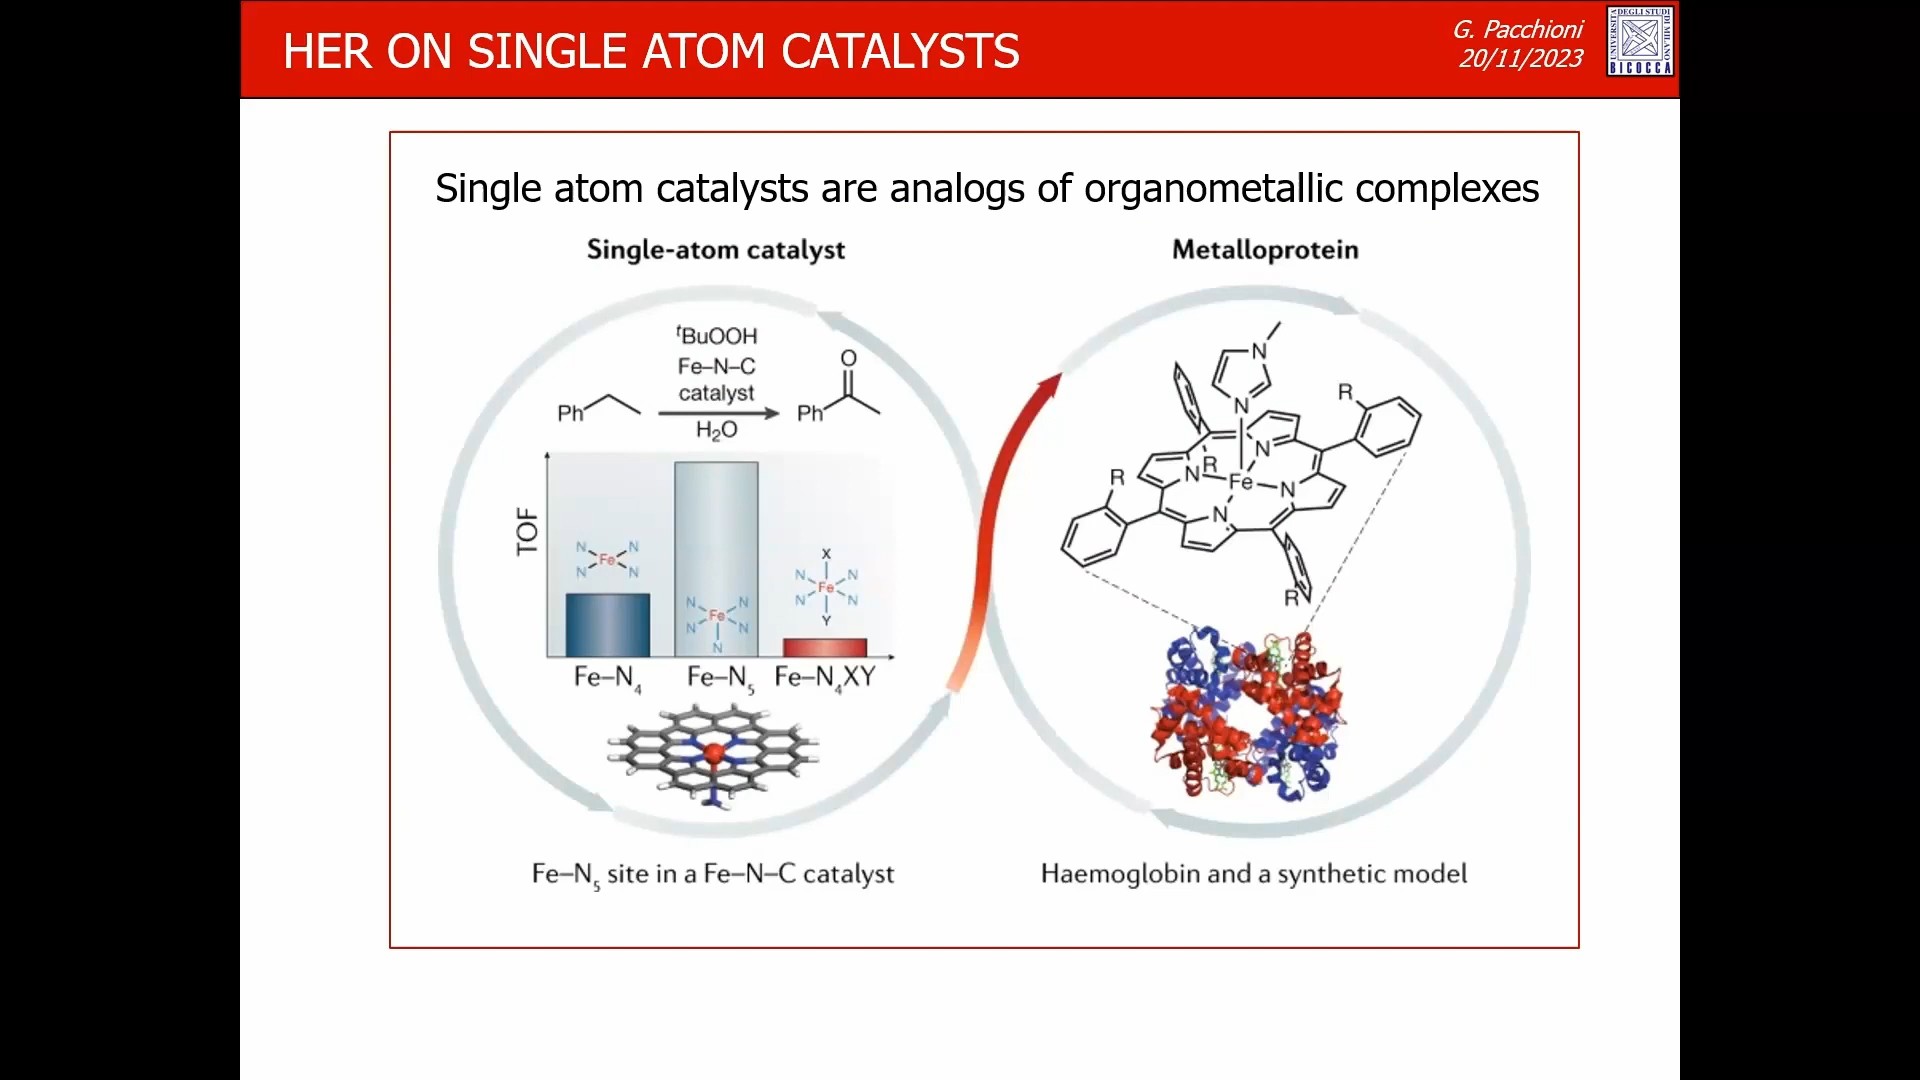 HER ON SINGLE ATOM CATALYSTS
G. Pacchioni
20/11/2023
UNIVERSITÀ
DEGLI STUDI
DI MILANO
BICOCCA
Single atom catalysts are analogs of organometallic complexes
Single-atom catalyst
ᵗBuOOH
Fe–N–C
catalyst
H₂O
Ph
O
Ph
TOF
N N
Fe
N N
N N
Fe
N N
N
X
N N
Fe
N N
Y
Fe–N₄ Fe–N₅ Fe–N₄XY
Fe–N₅ site in a Fe–N–C catalyst
Metalloprotein
N
N
R
N
R
N
Fe
N
R
N
R
Haemoglobin and a synthetic model